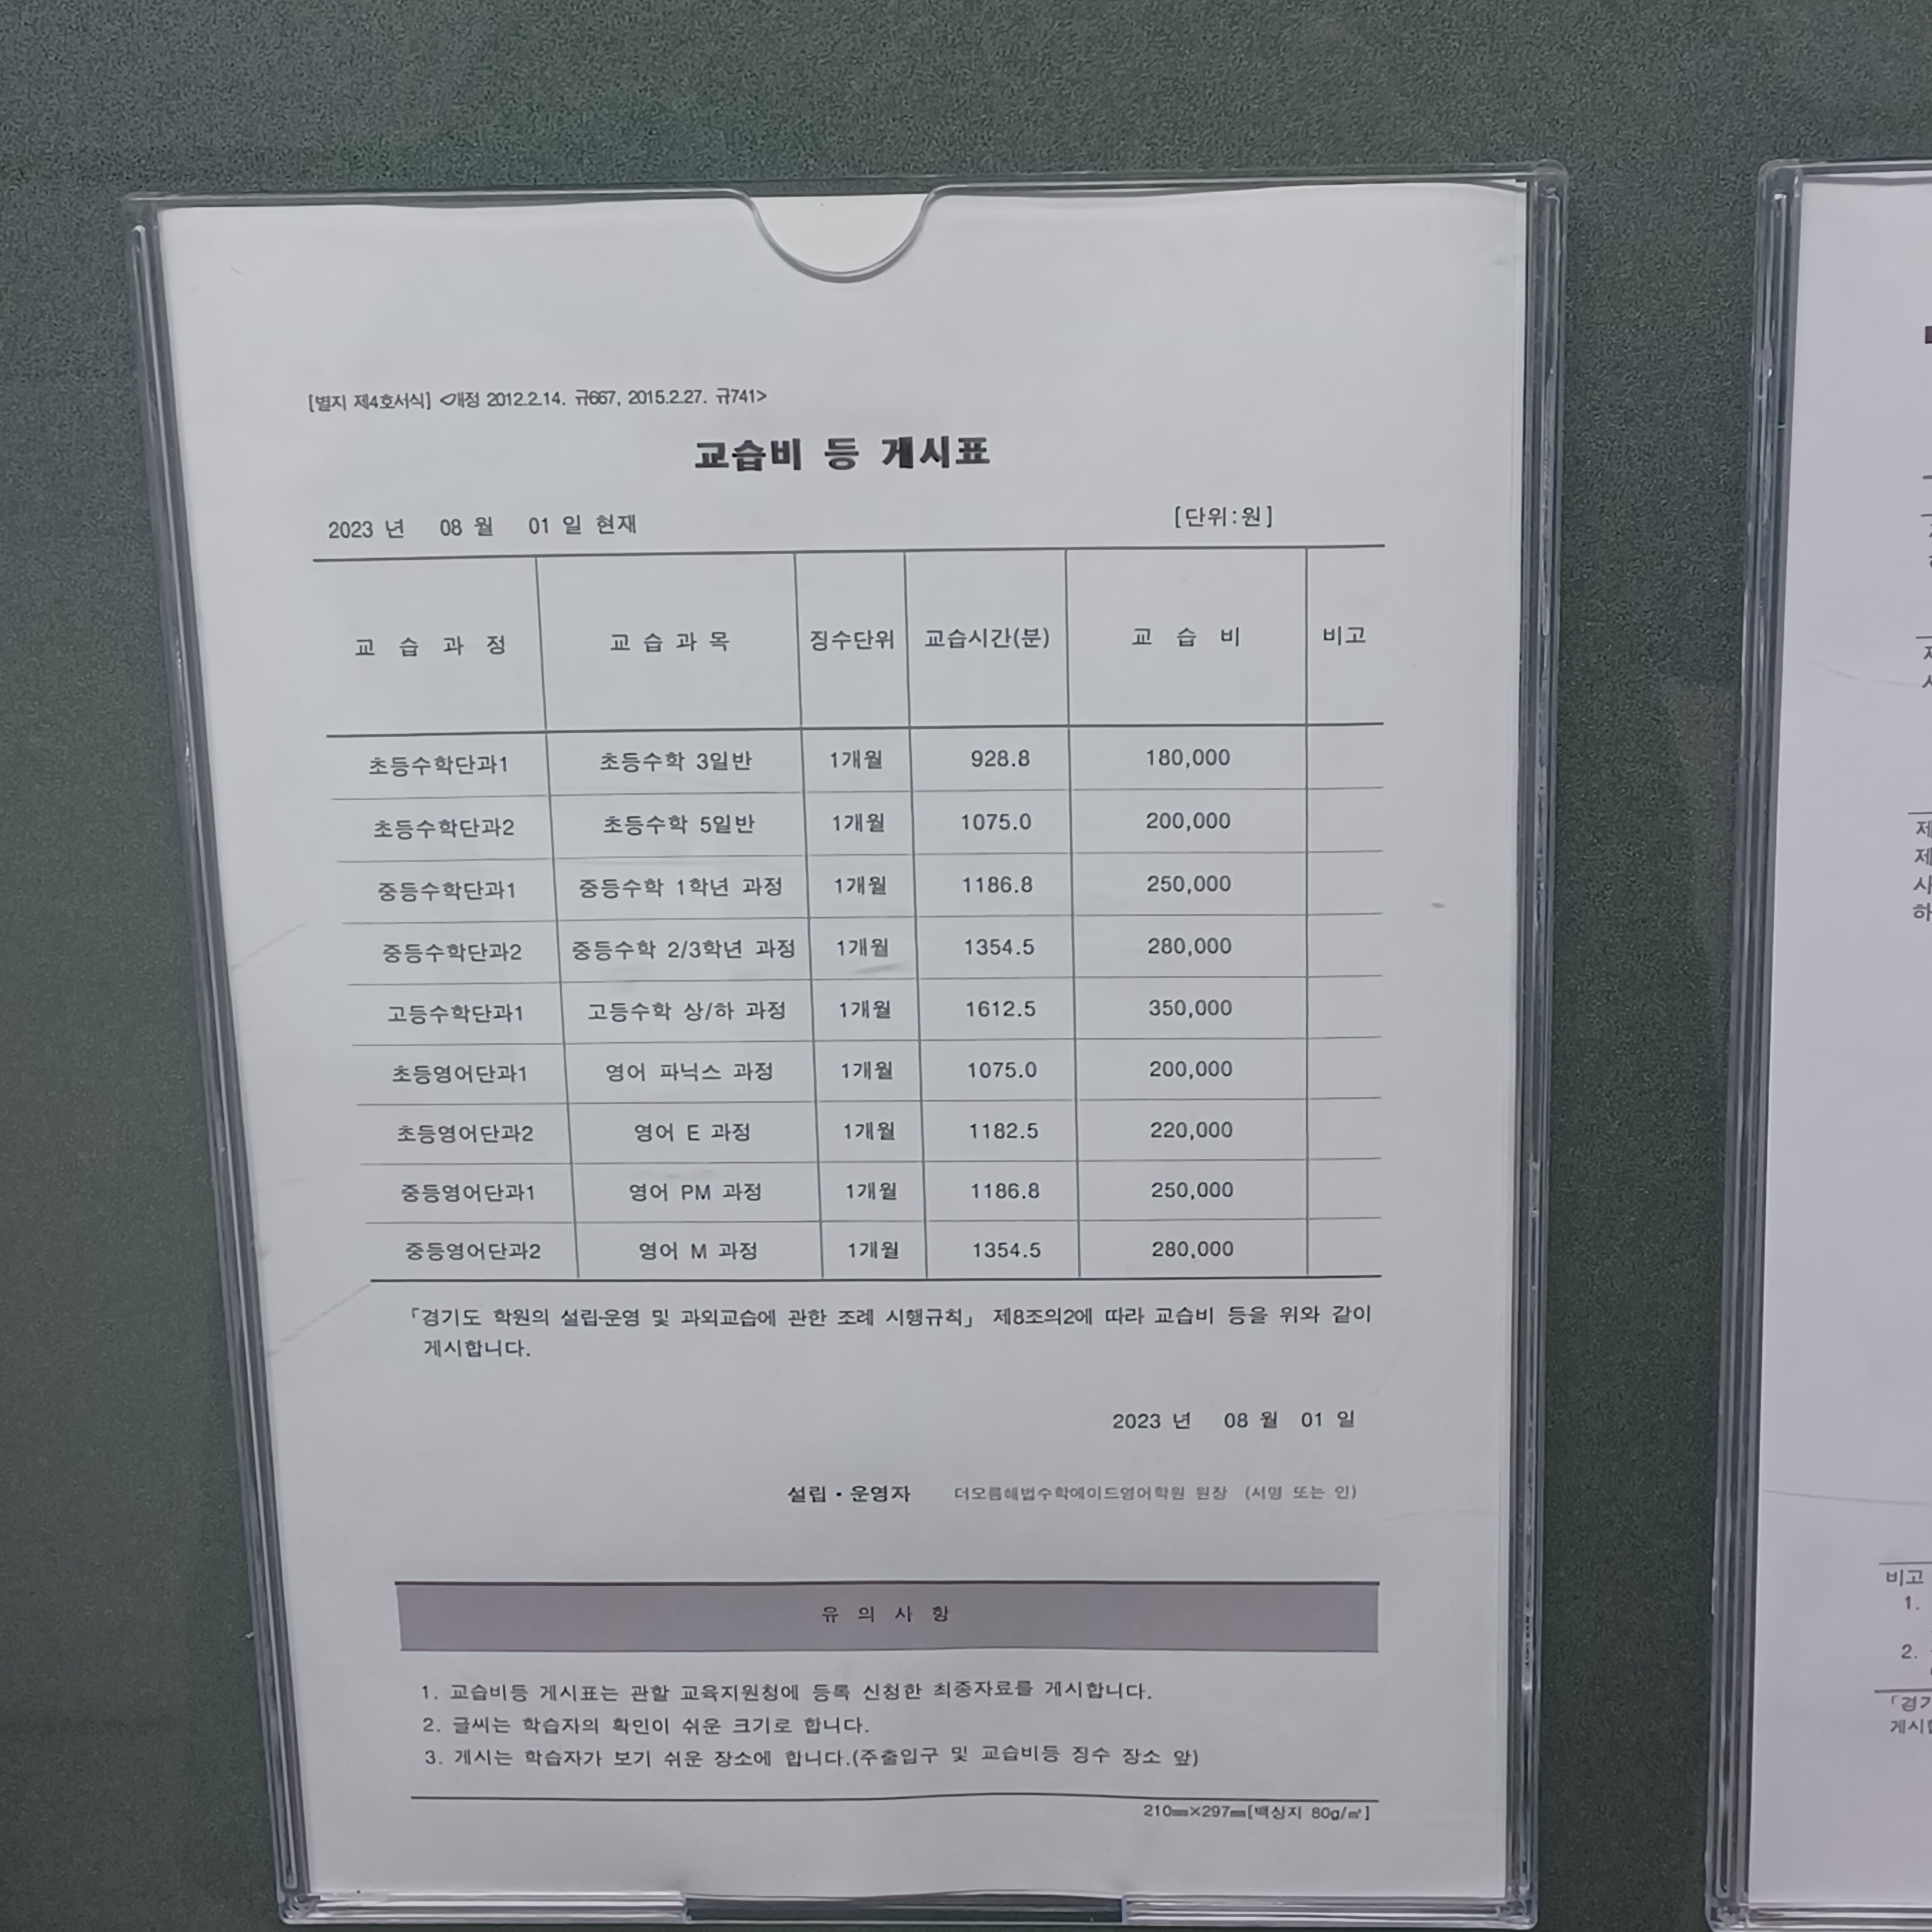 [별지 제4호서식] <개정 2012.2.14. 규667, 2015.2.27. 규741>
교습비 등 게시표
2023 년 08 월 01 일 현재 [단위:원]
교 습 과 정 교 습 과 목 징수단위 교습시간(분) 교 습 비 비고
초등수학단과1 초등수학 3일반 1개월 928.8 180,000
초등수학단과2 초등수학 5일반 1개월 1075.0 200,000
중등수학단과1 중등수학 1학년 과정 1개월 1186.8 250,000
중등수학단과2 중등수학 2/3학년 과정 1개월 1354.5 280,000
고등수학단과1 고등수학 상/하 과정 1개월 1612.5 350,000
초등영어단과1 영어 파닉스 과정 1개월 1075.0 200,000
초등영어단과2 영어 E 과정 1개월 1182.5 220,000
중등영어단과1 영어 PM 과정 1개월 1186.8 250,000
중등영어단과2 영어 M 과정 1개월 1354.5 280,000
「경기도 학원의 설립·운영 및 과외교습에 관한 조례 시행규칙」 제8조의2에 따라 교습비 등을 위와 같이
게시합니다.
2023 년 08 월 01 일
설립·운영자 더오름해법수학에이드영어학원 원장 (서명 또는 인)
유 의 사 항
1. 교습비등 게시표는 관할 교육지원청에 등록 신청한 최종자료를 게시합니다.
2. 글씨는 학습자의 확인이 쉬운 크기로 합니다.
3. 게시는 학습자가 보기 쉬운 장소에 합니다.(주출입구 및 교습비등 징수 장소 앞)
210㎜×297㎜[백상지 80g/㎡]
제
제
사
하
비고
1.
2.
「경기
게시합